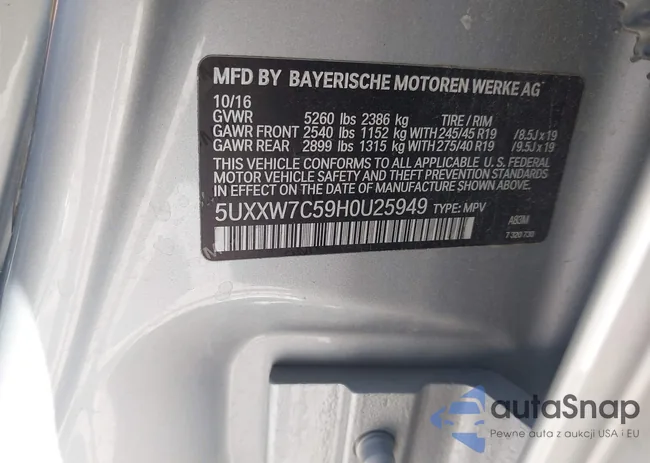 MFD BY BAYERISCHE MOTOREN WERKE AG
10/16
GVWR 5260 lbs 2386 kg TIRE / RIM
GAWR FRONT 2540 lbs 1152 kg WITH 245/45 R19 /8.5J x 19
GAWR REAR 2899 lbs 1315 kg WITH 275/40 R19 /9.5J x 19
THIS VEHICLE CONFORMS TO ALL APPLICABLE U. S. FEDERAL
MOTOR VEHICLE SAFETY AND THEFT PREVENTION STANDARDS
IN EFFECT ON THE DATE OF MANUFACTURE SHOWN ABOVE.
5UXXW7C59H0U25949 TYPE: MPV
A83M
7 320 730
autaSnap
Pewne auta z aukcji USA i EU